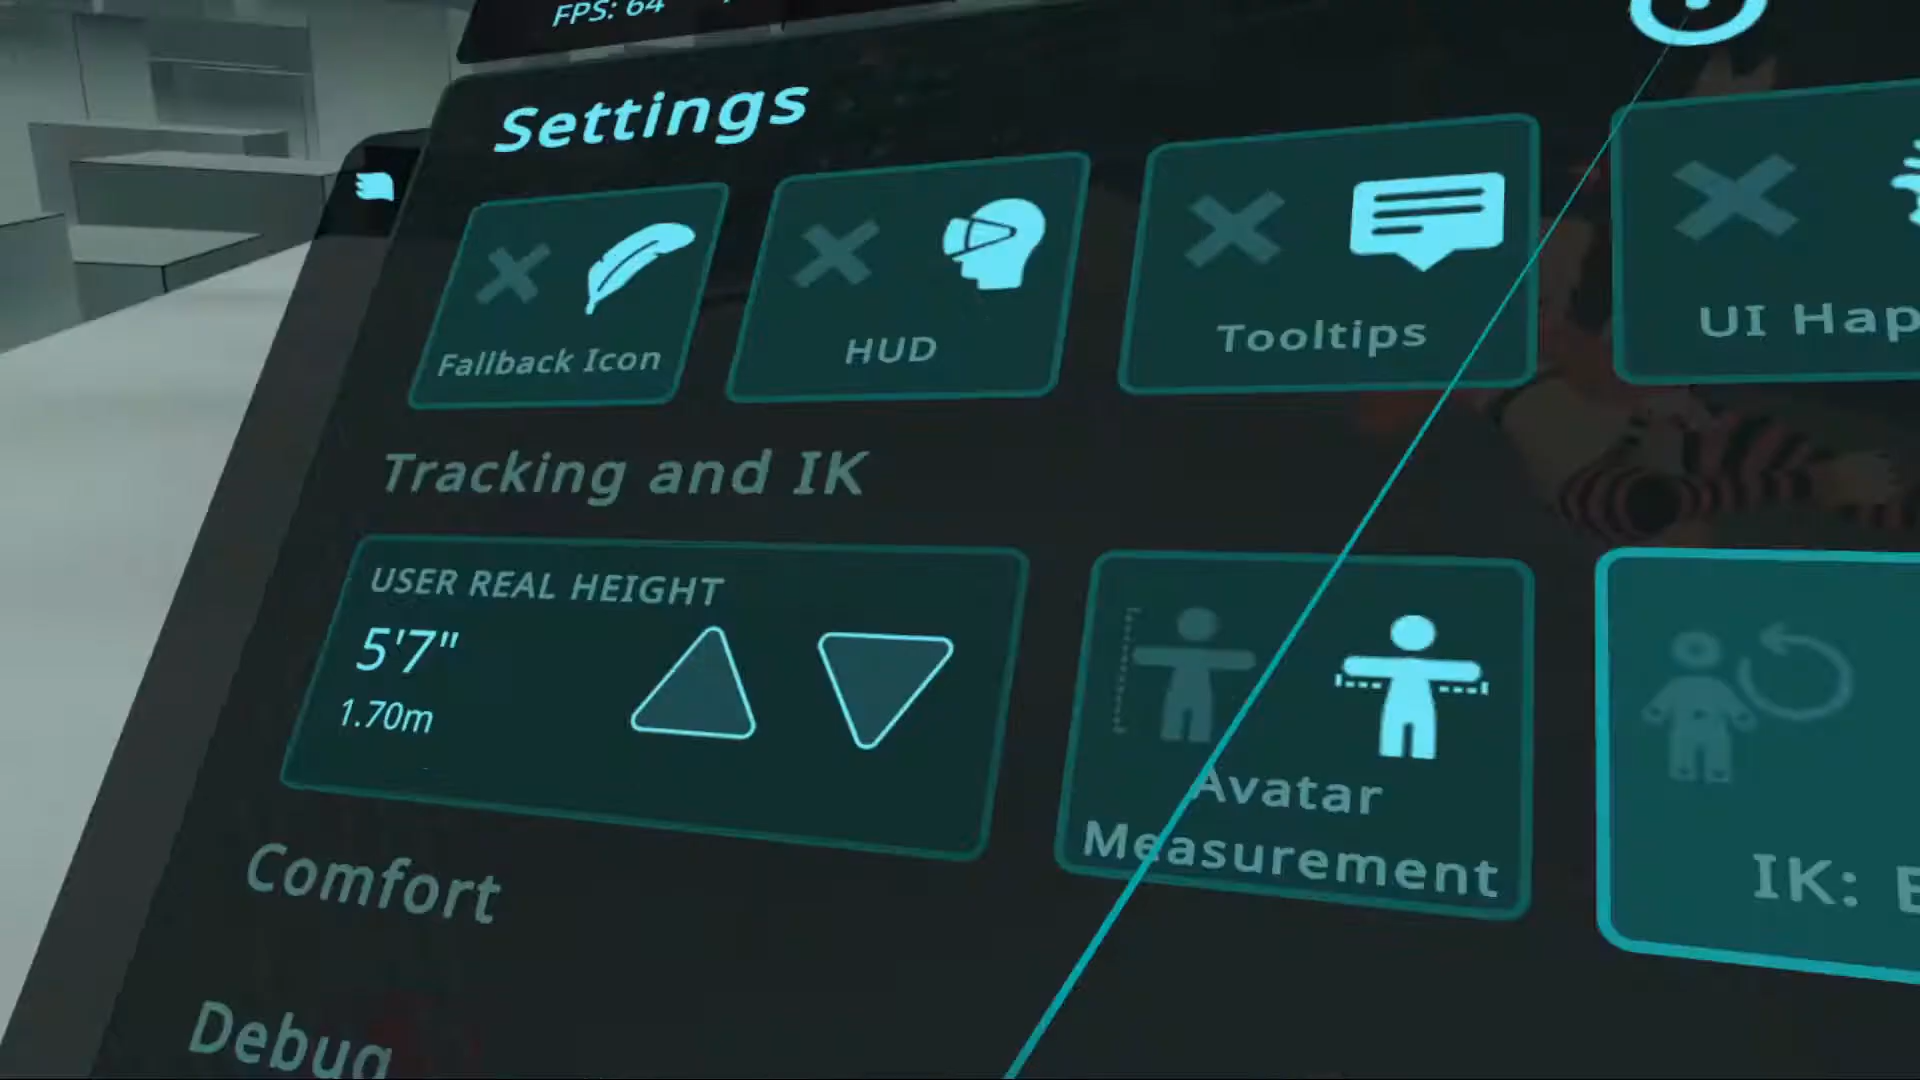 FPS: 64
Settings
Fallback Icon
HUD
Tooltips
UI Hap
Tracking and IK
USER REAL HEIGHT
5'7"
1.70m
Avatar
Measurement
IK:
Comfort
Debug